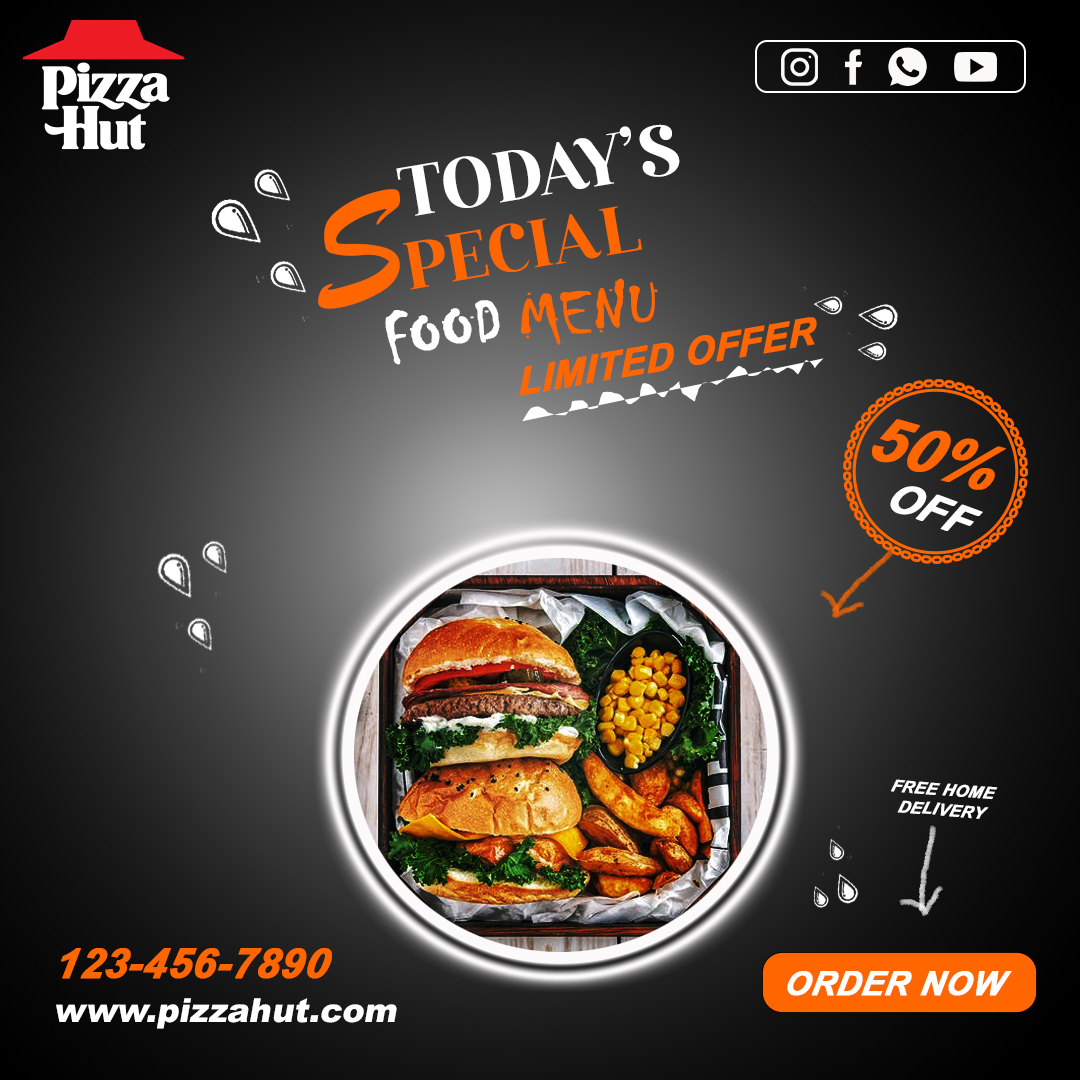 Pizza
Hut
TODAY'S
SPECIAL
FOOD MENU
LIMITED OFFER
50%
OFF
FREE HOME
DELIVERY
123-456-7890
www.pizzahut.com
ORDER NOW